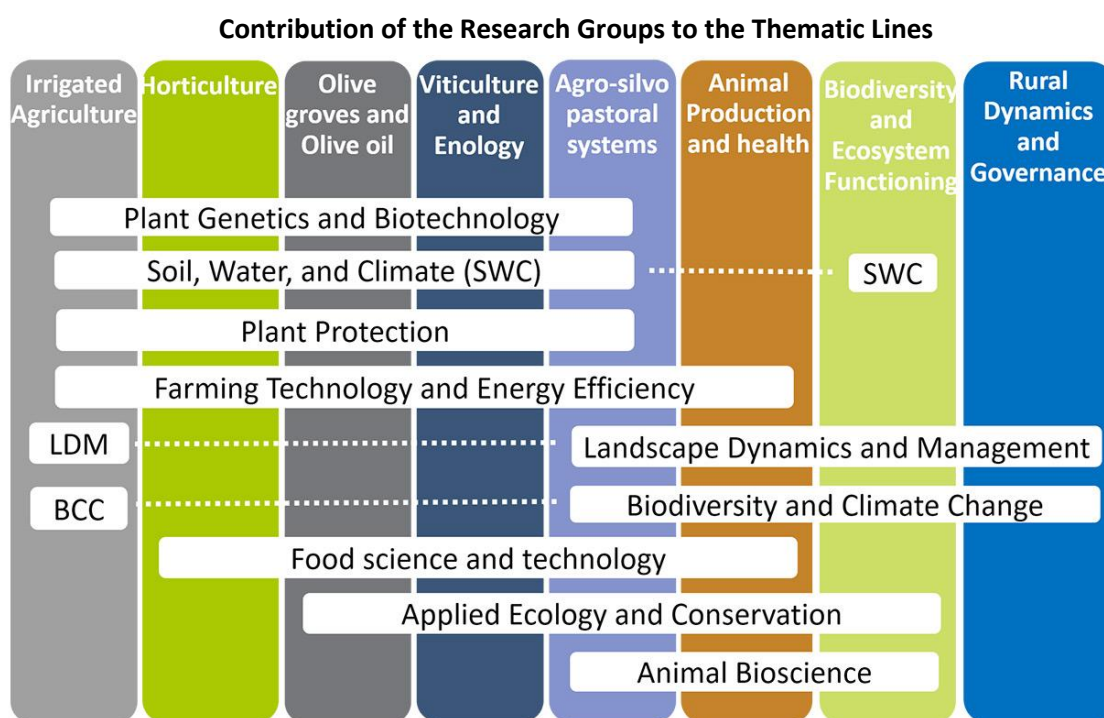 Contribution of the Research Groups to the Thematic Lines
Irrigated
Agriculture
Horticulture
Olive
groves and
Olive oil
Viticulture
and
Enology
Agro-silvo
pastoral
systems
Animal
Production
and health
Biodiversity
and
Ecosystem
Functioning
Rural
Dynamics
and
Governance
Plant Genetics and Biotechnology
Soil, Water, and Climate (SWC)
SWC
Plant Protection
Farming Technology and Energy Efficiency
LDM
Landscape Dynamics and Management
BCC
Biodiversity and Climate Change
Food science and technology
Applied Ecology and Conservation
Animal Bioscience